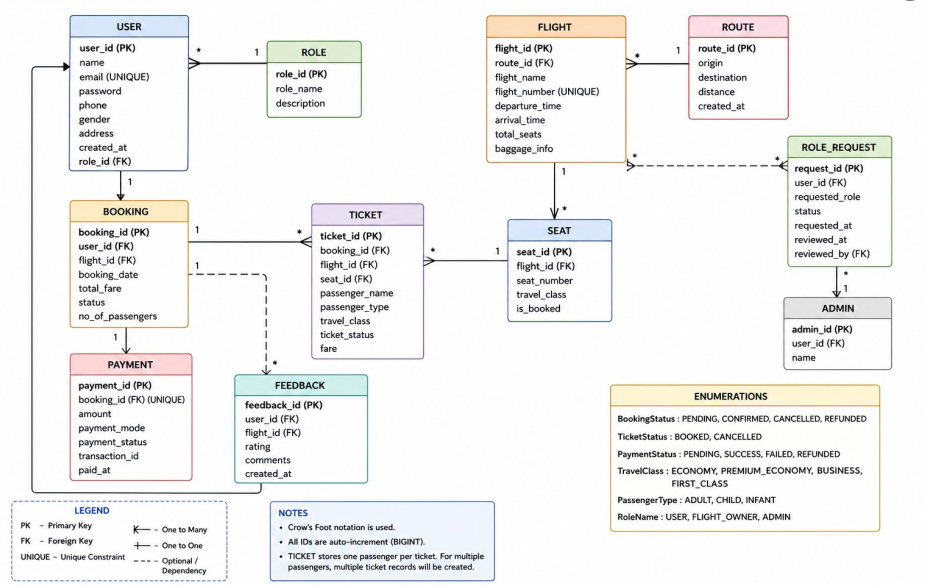 USER
user_id (PK)
name
email (UNIQUE)
password
phone
gender
address
created_at
role_id (FK)
*
1
ROLE
role_id (PK)
role_name
description
FLIGHT
flight_id (PK)
route_id (FK)
flight_name
flight_number (UNIQUE)
departure_time
arrival_time
total_seats
baggage_info
*
1
ROUTE
route_id (PK)
origin
destination
distance
created_at
*
*
ROLE_REQUEST
request_id (PK)
user_id (FK)
requested_role
status
requested_at
reviewed_at
reviewed_by (FK)
1
BOOKING
booking_id (PK)
user_id (FK)
flight_id (FK)
booking_date
total_fare
status
no_of_passengers
1
*
1
*
TICKET
ticket_id (PK)
booking_id (FK)
flight_id (FK)
seat_id (FK)
passenger_name
passenger_type
travel_class
ticket_status
fare
*
1
1
*
SEAT
seat_id (PK)
flight_id (FK)
seat_number
travel_class
is_booked
*
1
ADMIN
admin_id (PK)
user_id (FK)
name
1
PAYMENT
payment_id (PK)
booking_id (FK) (UNIQUE)
amount
payment_mode
payment_status
transaction_id
paid_at
FEEDBACK
feedback_id (PK)
user_id (FK)
flight_id (FK)
rating
comments
created_at
ENUMERATIONS
BookingStatus : PENDING, CONFIRMED, CANCELLED, REFUNDED
TicketStatus : BOOKED, CANCELLED
PaymentStatus : PENDING, SUCCESS, FAILED, REFUNDED
TravelClass : ECONOMY, PREMIUM_ECONOMY, BUSINESS,
FIRST_CLASS
PassengerType : ADULT, CHILD, INFANT
RoleName : USER, FLIGHT_OWNER, ADMIN
LEGEND
PK – Primary Key
FK – Foreign Key
UNIQUE – Unique Constraint
– One to Many
– One to One
– Optional /
Dependency
NOTES
• Crow's Foot notation is used.
• All IDs are auto-increment (BIGINT).
• TICKET stores one passenger per ticket. For multiple
passengers, multiple ticket records will be created.